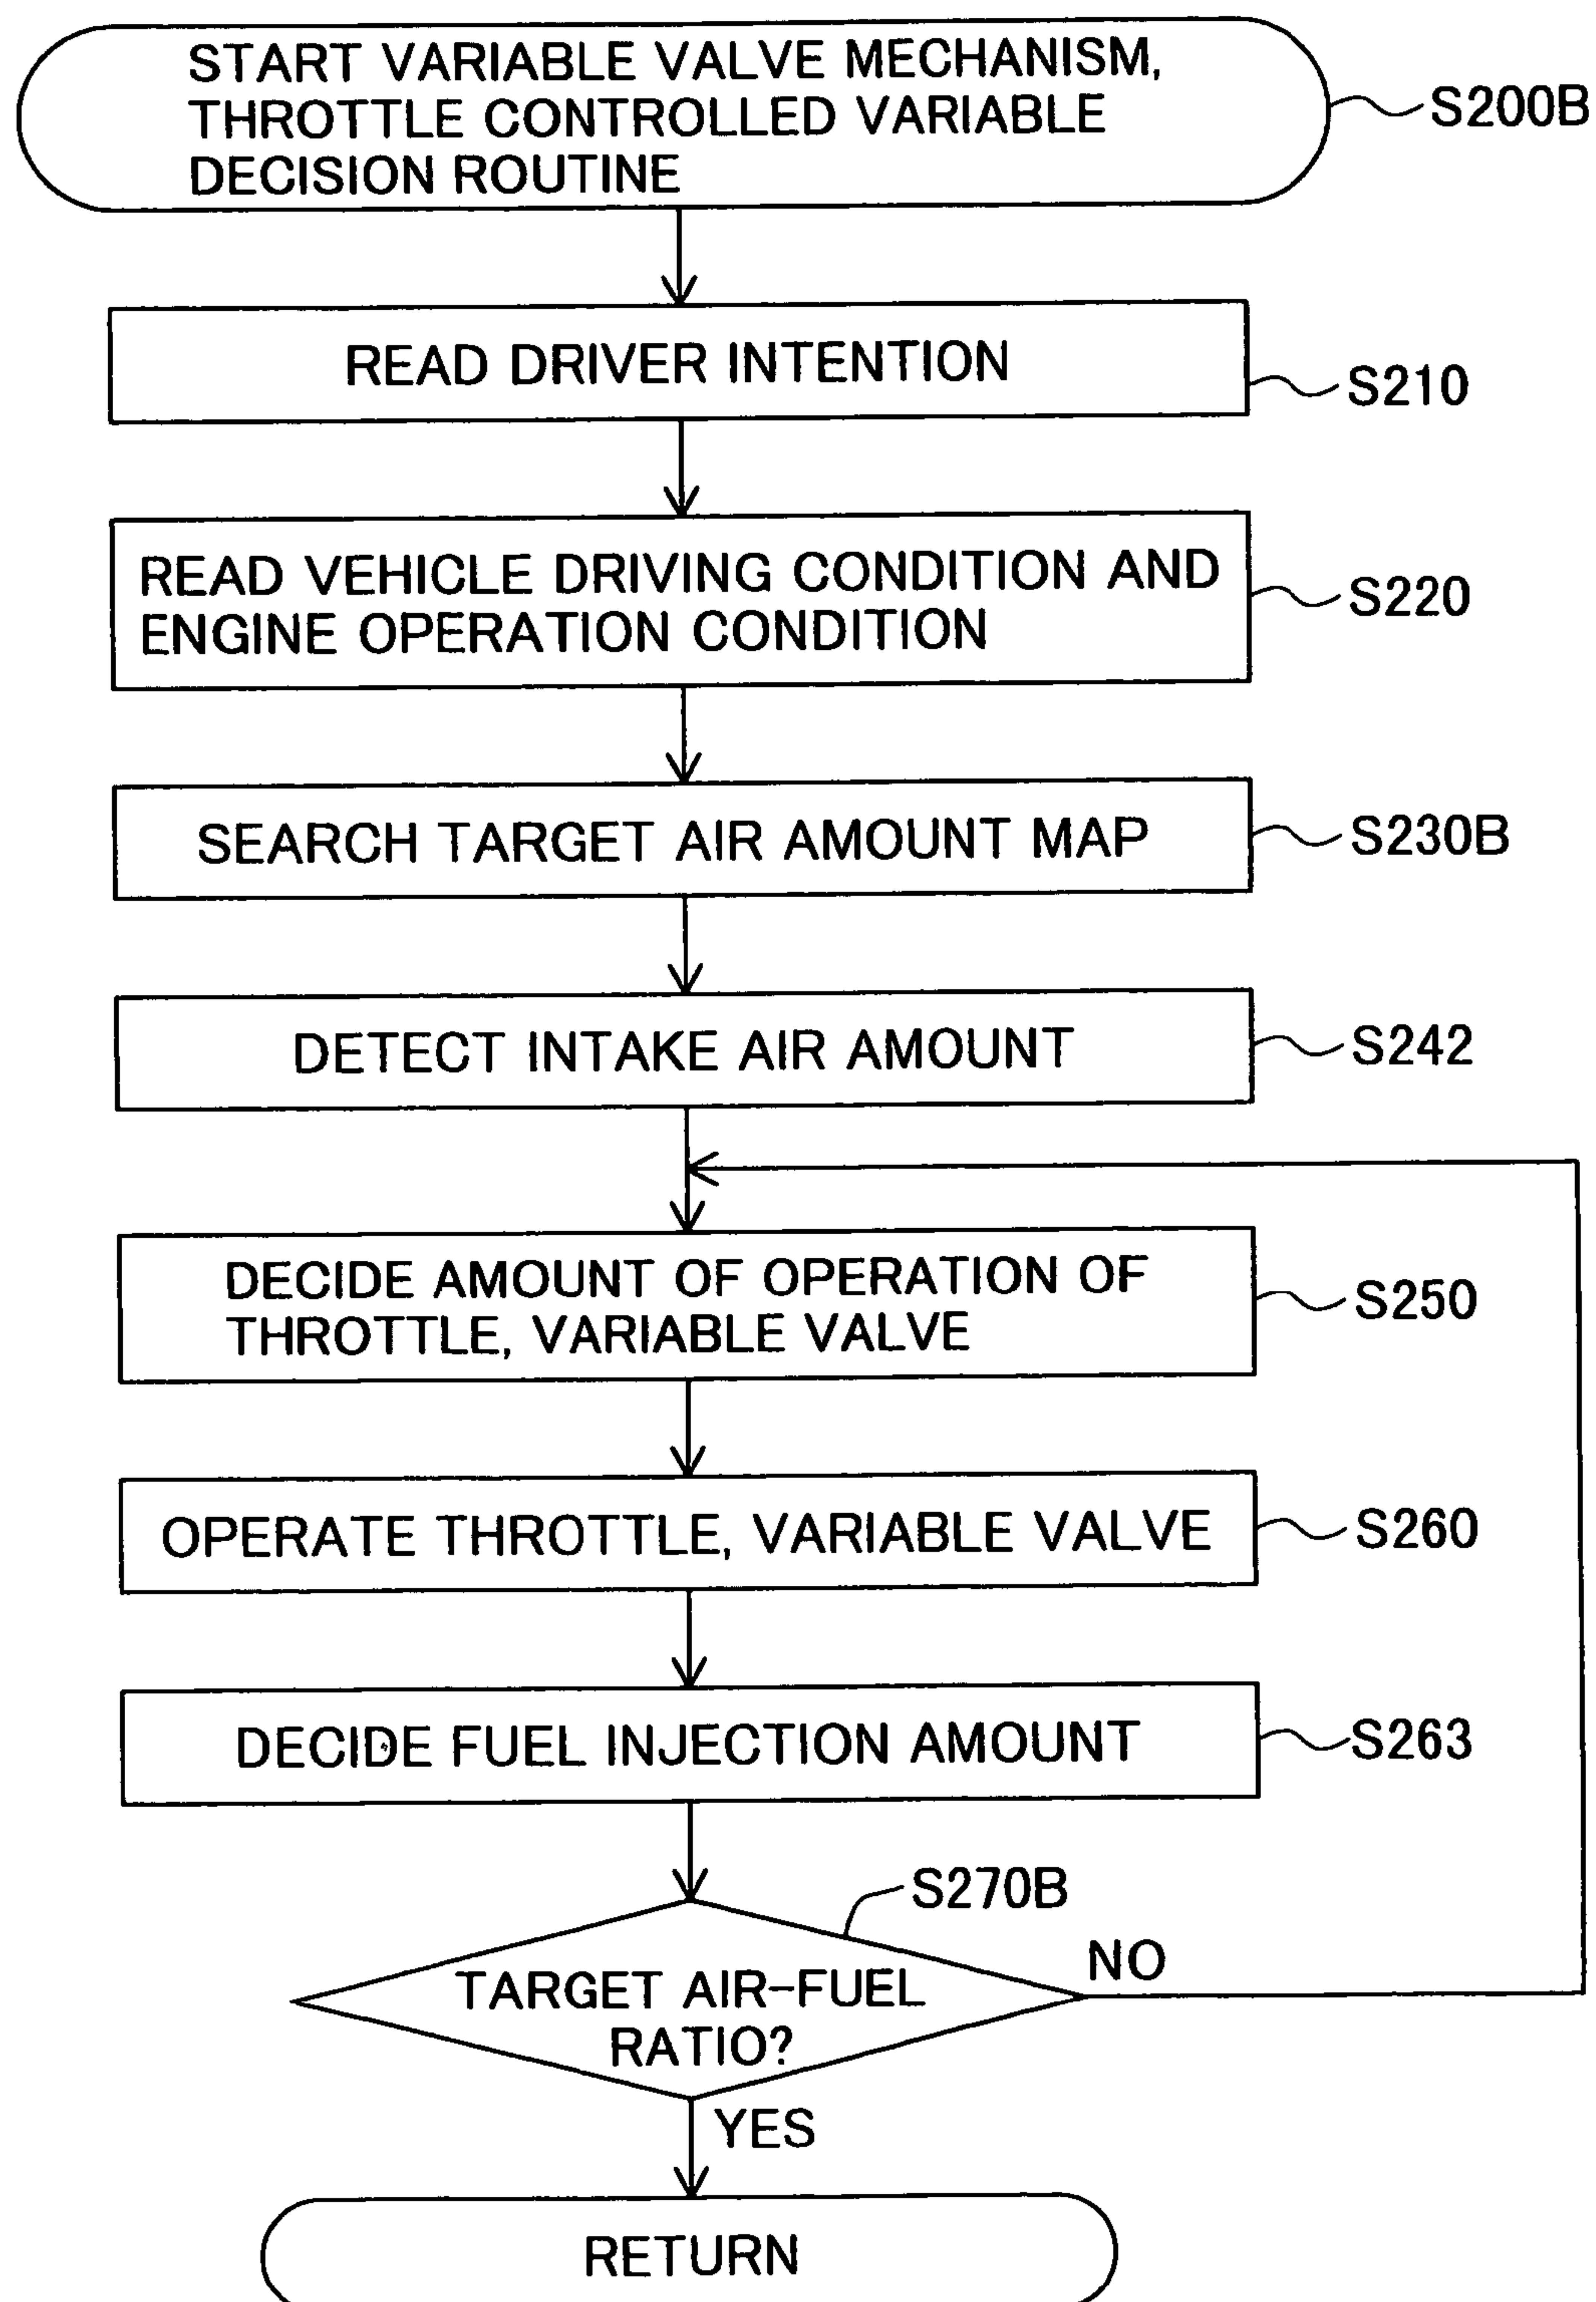 START VARIABLE VALVE MECHANISM,
THROTTLE CONTROLLED VARIABLE
DECISION ROUTINE
S200B
READ DRIVER INTENTION
S210
READ VEHICLE DRIVING CONDITION AND
ENGINE OPERATION CONDITION
S220
SEARCH TARGET AIR AMOUNT MAP
S230B
DETECT INTAKE AIR AMOUNT
S242
DECIDE AMOUNT OF OPERATION OF
THROTTLE, VARIABLE VALVE
S250
OPERATE THROTTLE, VARIABLE VALVE
S260
DECIDE FUEL INJECTION AMOUNT
S263
S270B
TARGET AIR-FUEL
RATIO?
NO
YES
RETURN